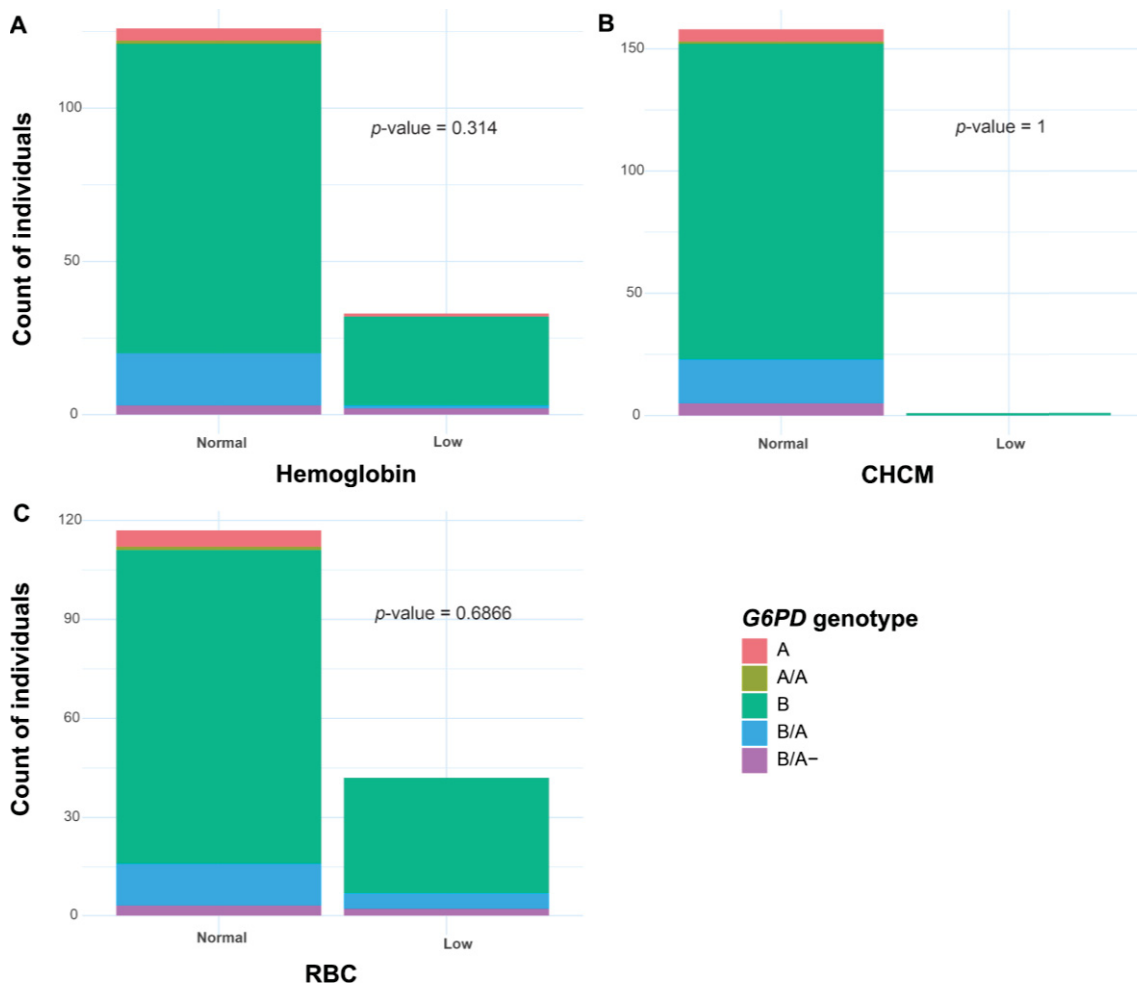 A
Count of individuals
100
50
0
p-value = 0.314
Normal
Low
Hemoglobin
B
150
100
50
0
p-value = 1
Normal
Low
CHCM
C
Count of individuals
120
90
60
30
0
p-value = 0.6866
Normal
Low
RBC
G6PD genotype
A
A/A
B
B/A
B/A−